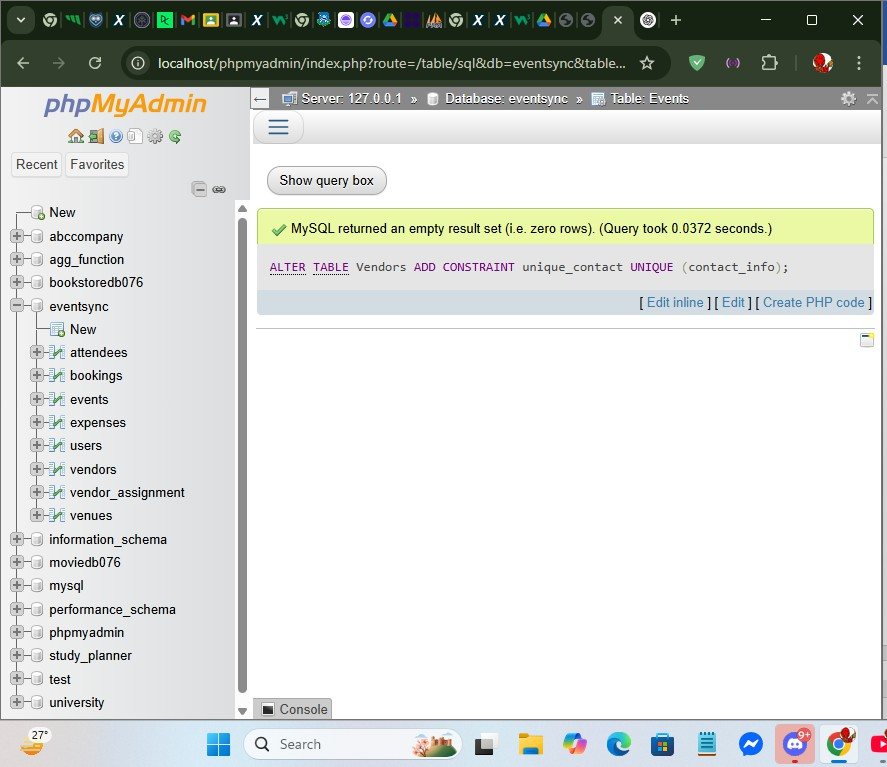 localhost/phpmyadmin/index.php?route=/table/sql&db=eventsync&table...
phpMyAdmin
Recent Favorites
New
abccompany
agg_function
bookstoredb076
eventsync
New
attendees
bookings
events
expenses
users
vendors
vendor_assignment
venues
information_schema
moviedb076
mysql
performance_schema
phpmyadmin
study_planner
test
university
Server: 127.0.0.1 » Database: eventsync » Table: Events
Show query box
MySQL returned an empty result set (i.e. zero rows). (Query took 0.0372 seconds.)
ALTER TABLE Vendors ADD CONSTRAINT unique_contact UNIQUE (contact_info);
[ Edit inline ] [ Edit ] [ Create PHP code ]
Console
27°
Search
9+